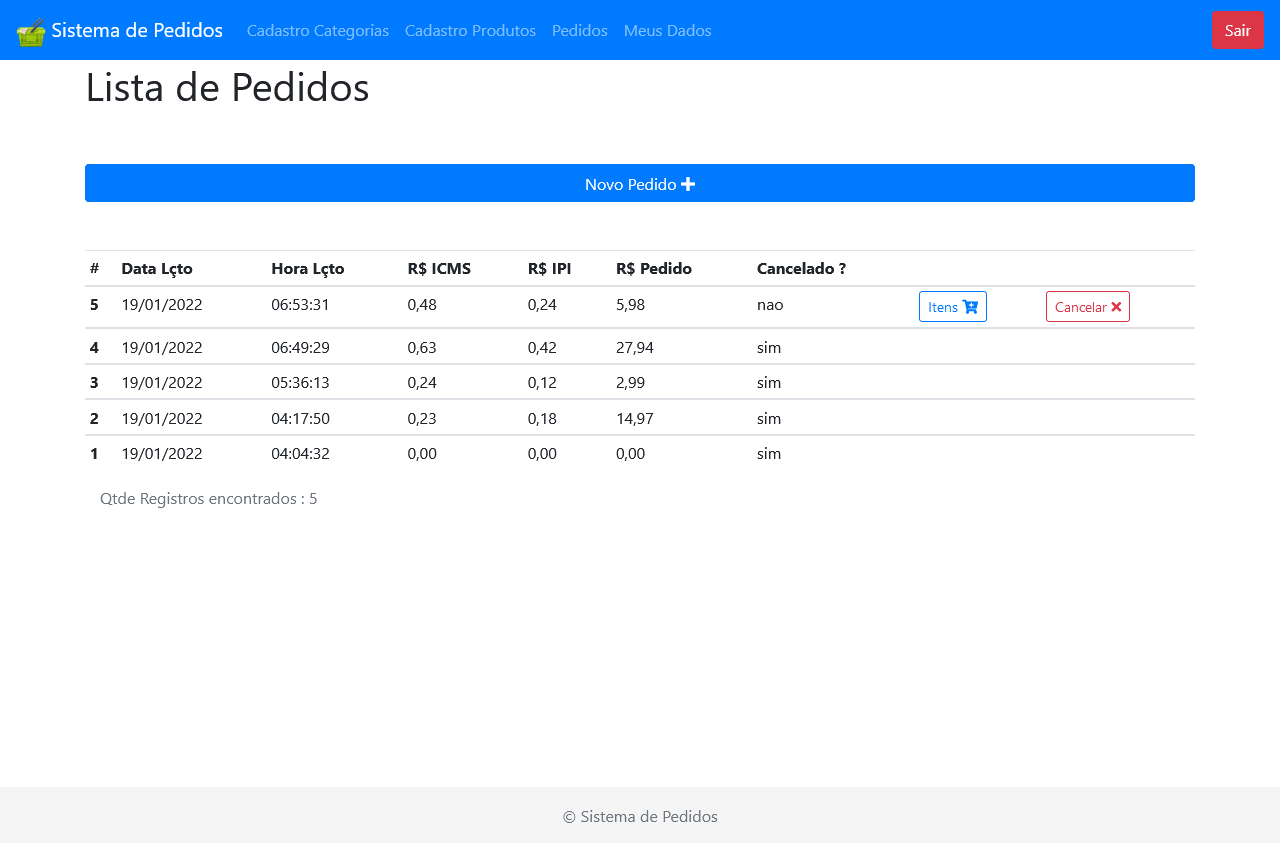 Sistema de Pedidos Cadastro Categorias Cadastro Produtos Pedidos Meus Dados Sair
Lista de Pedidos
Novo Pedido
# Data Lçto Hora Lçto R$ ICMS R$ IPI R$ Pedido Cancelado ?
5 19/01/2022 06:53:31 0,48 0,24 5,98 nao Itens Cancelar
4 19/01/2022 06:49:29 0,63 0,42 27,94 sim
3 19/01/2022 05:36:13 0,24 0,12 2,99 sim
2 19/01/2022 04:17:50 0,23 0,18 14,97 sim
1 19/01/2022 04:04:32 0,00 0,00 0,00 sim
Qtde Registros encontrados : 5
© Sistema de Pedidos